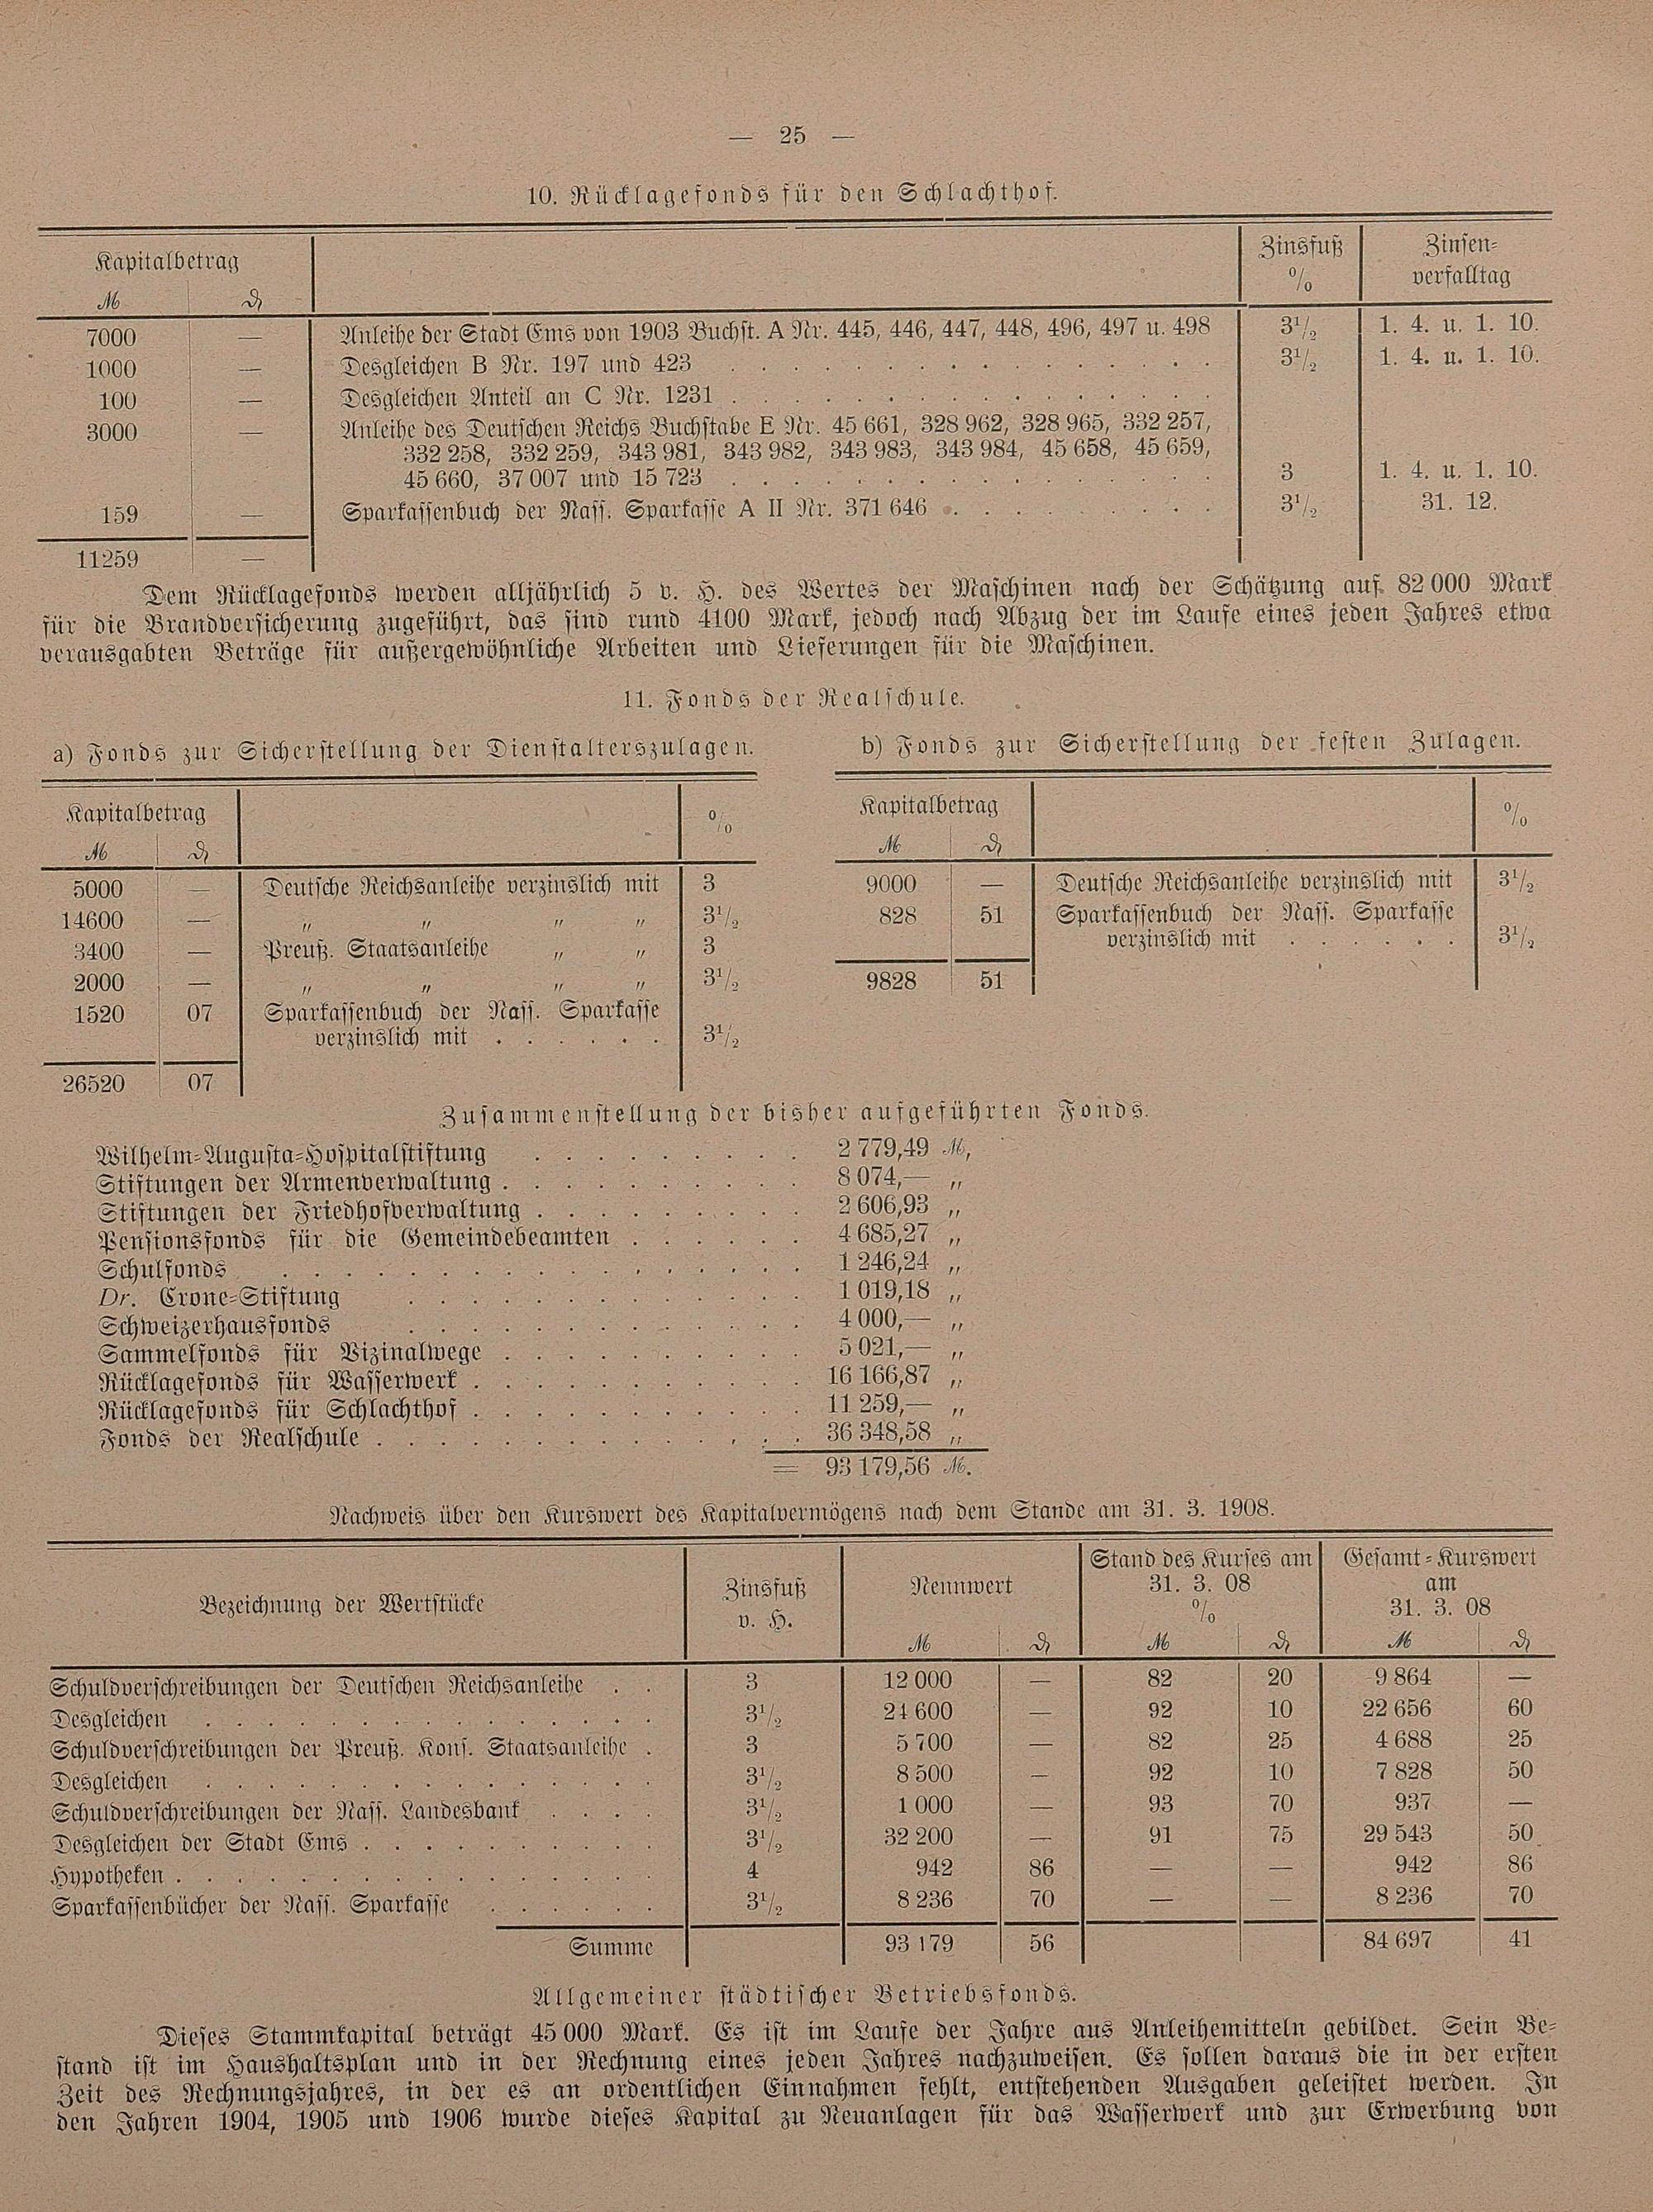 — 25 —
10. Rücklagefonds für den Schlachthof.
Kapitalbetrag Zinsfuß Zinsen-
ℳ ₰ % verfalltag
7000 — Anleihe der Stadt Ems von 1903 Buchst. A Nr. 445, 446, 447, 448, 496, 497 u. 498 3½ 1. 4. u. 1. 10.
1000 — Desgleichen B Nr. 197 und 423 . . . . . . . . . . . . . . . . 3½ 1. 4. u. 1. 10.
100 — Desgleichen Anteil an C Nr. 1231 . . . . . . . . . . . . . . . .
3000 — Anleihe des Deutschen Reichs Buchstabe E Nr. 45 661, 328 962, 328 965, 332 257,
332 258, 332 259, 343 981, 343 982, 343 983, 343 984, 45 658, 45 659,
45 660, 37 007 und 15 723 . . . . . . . . . . . . . . . . 3 1. 4. u. 1. 10.
159 — Sparkassenbuch der Nass. Sparkasse A II Nr. 371 646 . . . . . . . . . 3½ 31. 12.
11259 —
Dem Rücklagefonds werden alljährlich 5 v. H. des Wertes der Maschinen nach der Schätzung auf 82 000 Mark
für die Brandversicherung zugeführt, das sind rund 4100 Mark, jedoch nach Abzug der im Laufe eines jeden Jahres etwa
verausgabten Beträge für außergewöhnliche Arbeiten und Lieferungen für die Maschinen.
11. Fonds der Realschule.
a) Fonds zur Sicherstellung der Dienstalterszulagen.
Kapitalbetrag %
ℳ ₰
5000 — Deutsche Reichsanleihe verzinslich mit 3
14600 — „ „ „ „ 3½
3400 — Preuß. Staatsanleihe „ „ 3
2000 — „ „ „ „ 3½
1520 07 Sparkassenbuch der Nass. Sparkasse
verzinslich mit . . . . . . 3½
26520 07
b) Fonds zur Sicherstellung der festen Zulagen.
Kapitalbetrag %
ℳ ₰
9000 — Deutsche Reichsanleihe verzinslich mit 3½
828 51 Sparkassenbuch der Nass. Sparkasse
verzinslich mit . . . . . . 3½
9828 51
Zusammenstellung der bisher aufgeführten Fonds.
Wilhelm-Augusta-Hospitalstiftung . . . . . . . . . . 2 779,49 ℳ,
Stiftungen der Armenverwaltung . . . . . . . . . . . 8 074,— „
Stiftungen der Friedhofverwaltung . . . . . . . . . 2 606,93 „
Pensionsfonds für die Gemeindebeamten . . . . . . 4 685,27 „
Schulfonds . . . . . . . . . . . . . . . . 1 246,24 „
Dr. Crone-Stiftung . . . . . . . . . . . . . 1 019,18 „
Schweizerhausfonds . . . . . . . . . . . . . 4 000,— „
Sammelfonds für Vizinalwege . . . . . . . . . . 5 021,— „
Rücklagefonds für Wasserwerk . . . . . . . . . . . 16 166,87 „
Rücklagefonds für Schlachthof . . . . . . . . . . . 11 259,— „
Fonds der Realschule . . . . . . . . . . . . . . 36 348,58 „
= 93 179,56 ℳ.
Nachweis über den Kurswert des Kapitalvermögens nach dem Stande am 31. 3. 1908.
Bezeichnung der Wertstücke Zinsfuß v. H. Nennwert Stand des Kurses am 31. 3. 08 % Gesamt-Kurswert am 31. 3. 08
ℳ ₰ ℳ ₰ ℳ ₰
Schuldverschreibungen der Deutschen Reichsanleihe . . 3 12 000 — 82 20 9 864 —
Desgleichen . . . . . . . . . . . . . . . . . 3½ 24 600 — 92 10 22 656 60
Schuldverschreibungen der Preuß. Kons. Staatsanleihe . 3 5 700 — 82 25 4 688 25
Desgleichen . . . . . . . . . . . . . . . . . 3½ 8 500 — 92 10 7 828 50
Schuldverschreibungen der Nass. Landesbank . . . . 3½ 1 000 — 93 70 937 —
Desgleichen der Stadt Ems . . . . . . . . . . . 3½ 32 200 — 91 75 29 543 50
Hypotheken . . . . . . . . . . . . . . . . . . 4 942 86 — — 942 86
Sparkassenbücher der Nass. Sparkasse . . . . . . 3½ 8 236 70 — — 8 236 70
Summe 93 179 56 84 697 41
Allgemeiner städtischer Betriebsfonds.
Dieses Stammkapital beträgt 45 000 Mark. Es ist im Laufe der Jahre aus Anleihemitteln gebildet. Sein Be-
stand ist im Haushaltsplan und in der Rechnung eines jeden Jahres nachzuweisen. Es sollen daraus die in der ersten
Zeit des Rechnungsjahres, in der es an ordentlichen Einnahmen fehlt, entstehenden Ausgaben geleistet werden. In
den Jahren 1904, 1905 und 1906 wurde dieses Kapital zu Neuanlagen für das Wasserwerk und zur Erwerbung von